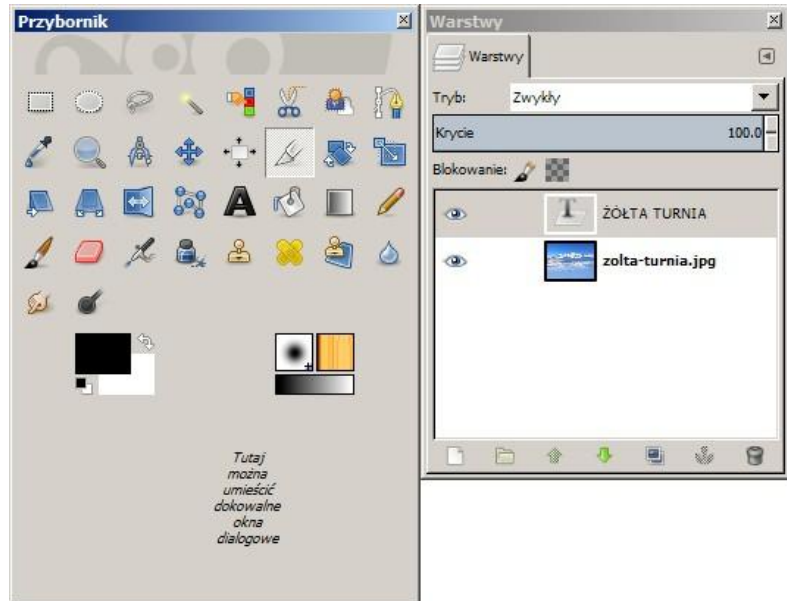 Przybornik
Tutaj
można
umieścić
dokowalne
okna
dialogowe
Warstwy
Warstwy
Tryb: Zwykły
Krycie 100.0
Blokowanie:
ŻÓŁTA TURNIA
zolta-turnia.jpg